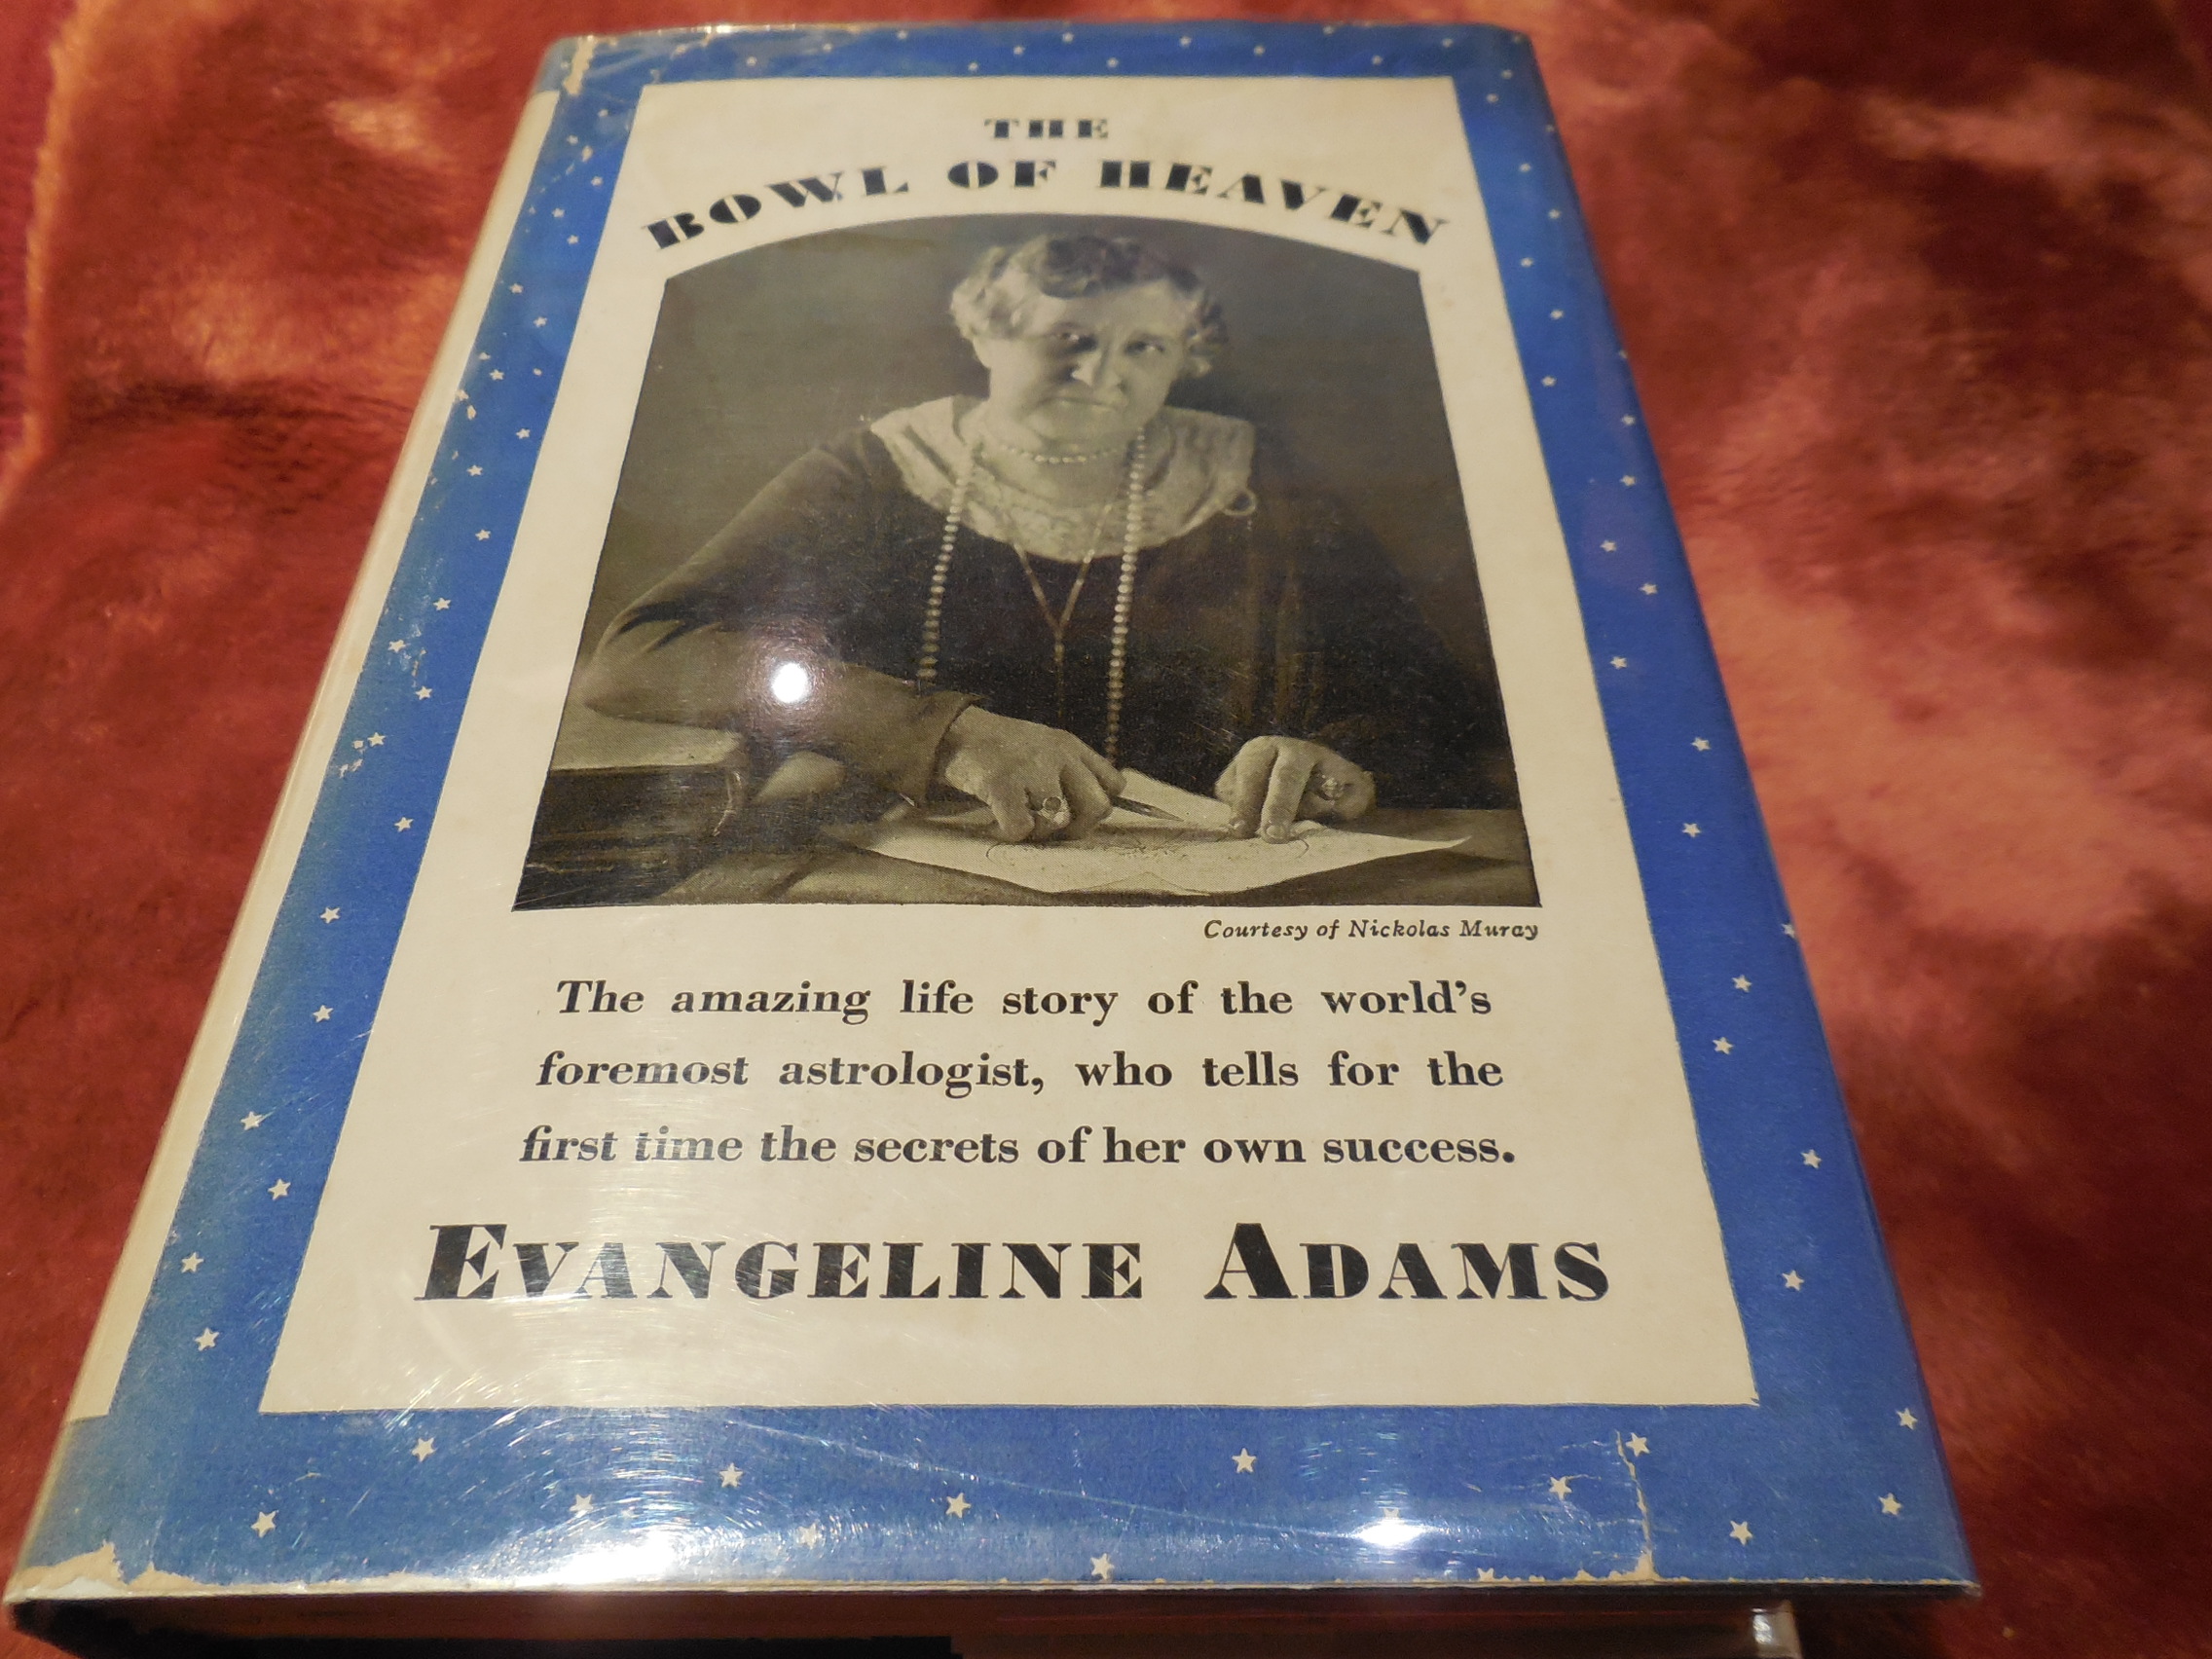 THE
BOWL OF HEAVEN
Courtesy of Nickolas Muray
The amazing life story of the world's
foremost astrologist, who tells for the
first time the secrets of her own success.
EVANGELINE ADAMS